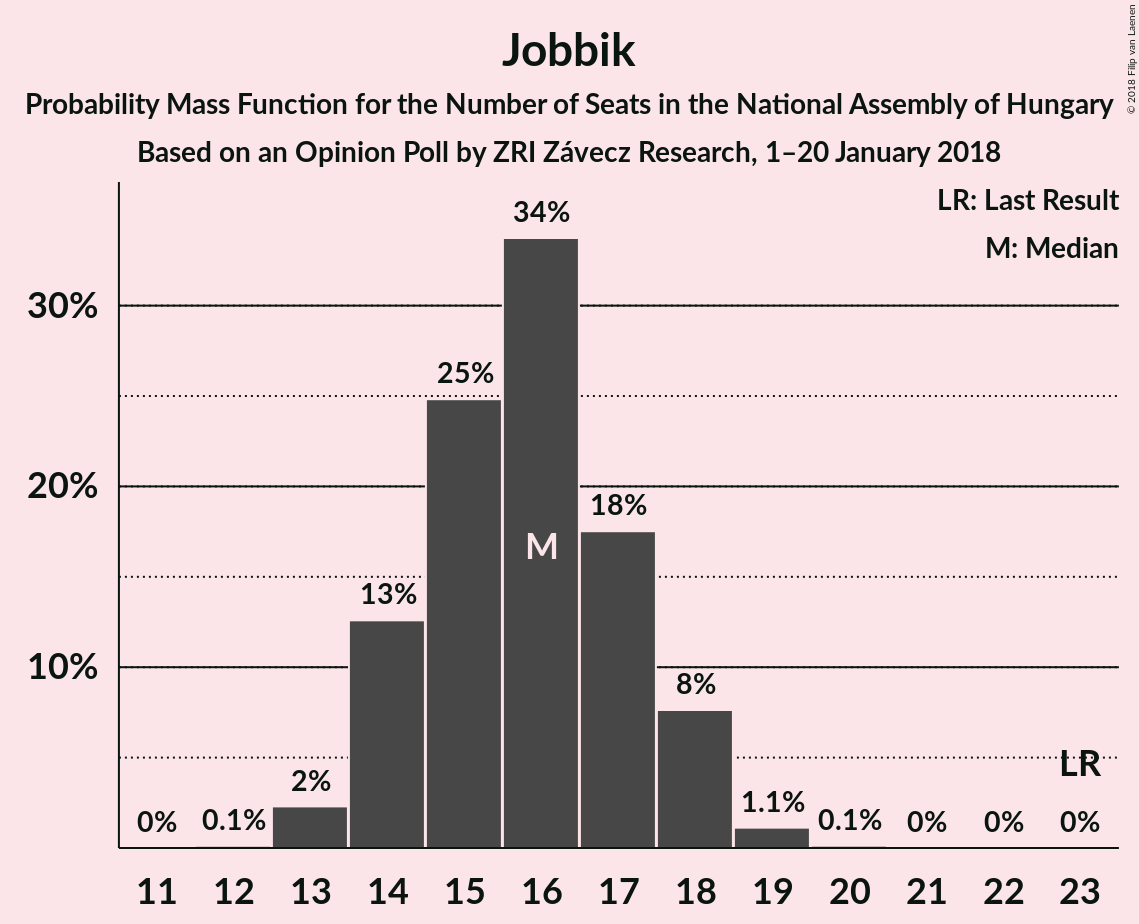 Jobbik
Probability Mass Function for the Number of Seats in the National Assembly of Hungary
Based on an Opinion Poll by ZRI Závecz Research, 1–20 January 2018
© 2018 Filip van Laenen
LR: Last Result
M: Median
34%
30%
25%
20%
18%
M
13%
10%
8%
LR
2%
1.1%
0%
0.1%
0.1%
0%
0%
0%
11 12 13 14 15 16 17 18 19 20 21 22 23